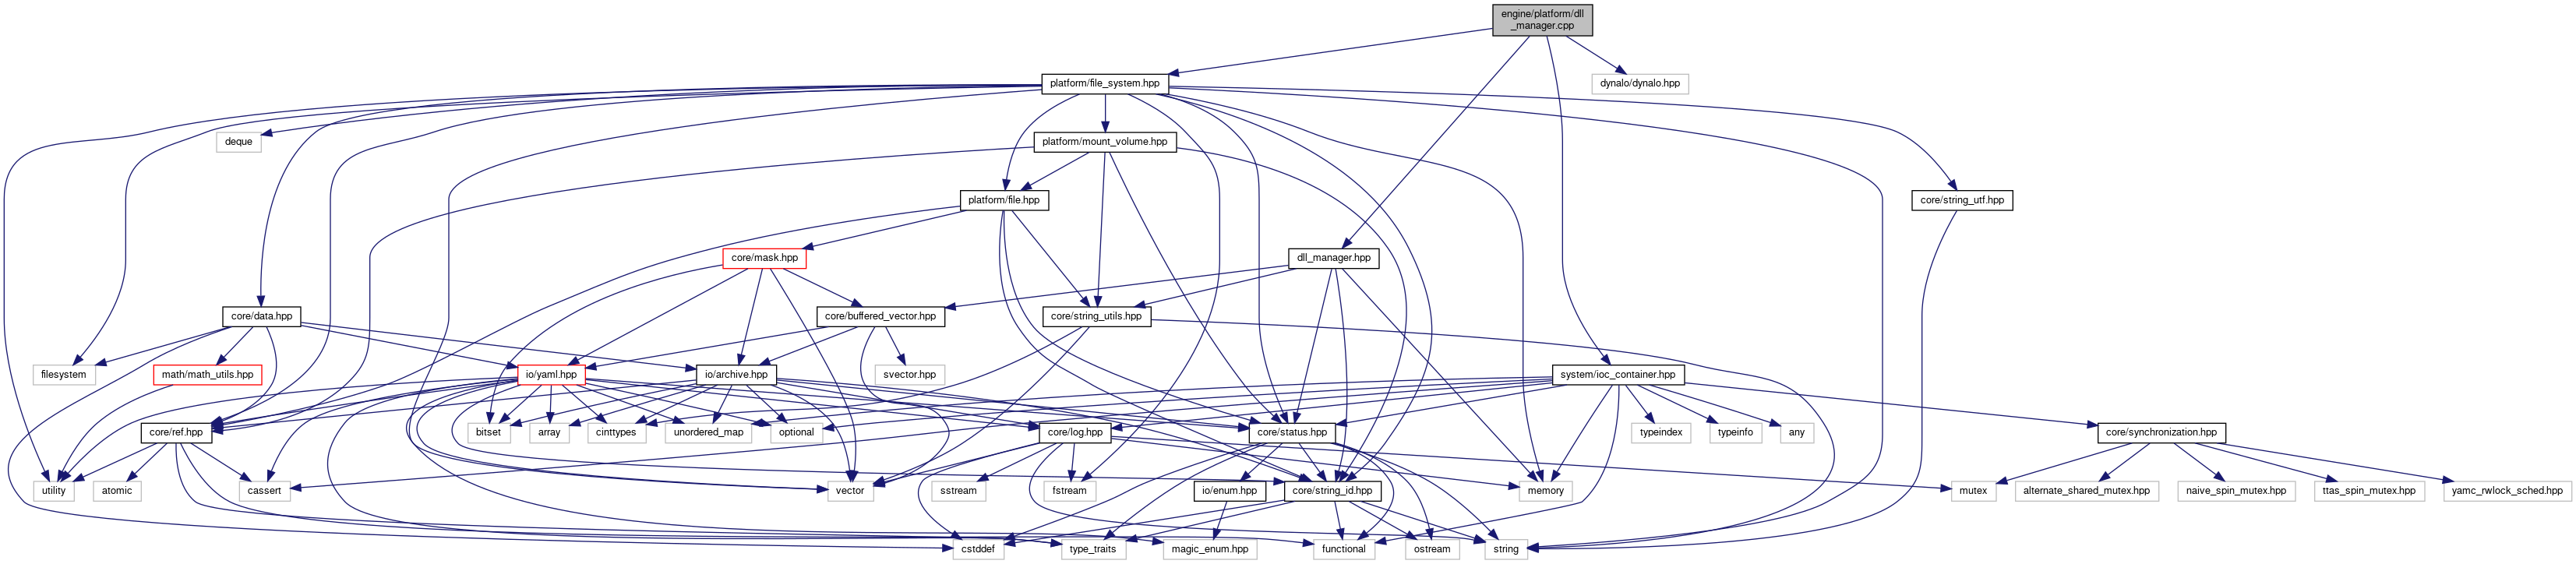 engine/platform/dll
_manager.cpp
platform/file_system.hpp
dynalo/dynalo.hpp
deque
platform/mount_volume.hpp
platform/file.hpp
core/string_utf.hpp
core/mask.hpp
dll_manager.hpp
core/data.hpp
core/buffered_vector.hpp
core/string_utils.hpp
filesystem
math/math_utils.hpp
io/yaml.hpp
io/archive.hpp
svector.hpp
system/ioc_container.hpp
core/ref.hpp
bitset
array
cinttypes
unordered_map
optional
core/log.hpp
core/status.hpp
typeindex
typeinfo
any
core/synchronization.hpp
utility
atomic
cassert
vector
sstream
fstream
io/enum.hpp
core/string_id.hpp
memory
mutex
alternate_shared_mutex.hpp
naive_spin_mutex.hpp
ttas_spin_mutex.hpp
yamc_rwlock_sched.hpp
cstddef
type_traits
magic_enum.hpp
functional
ostream
string